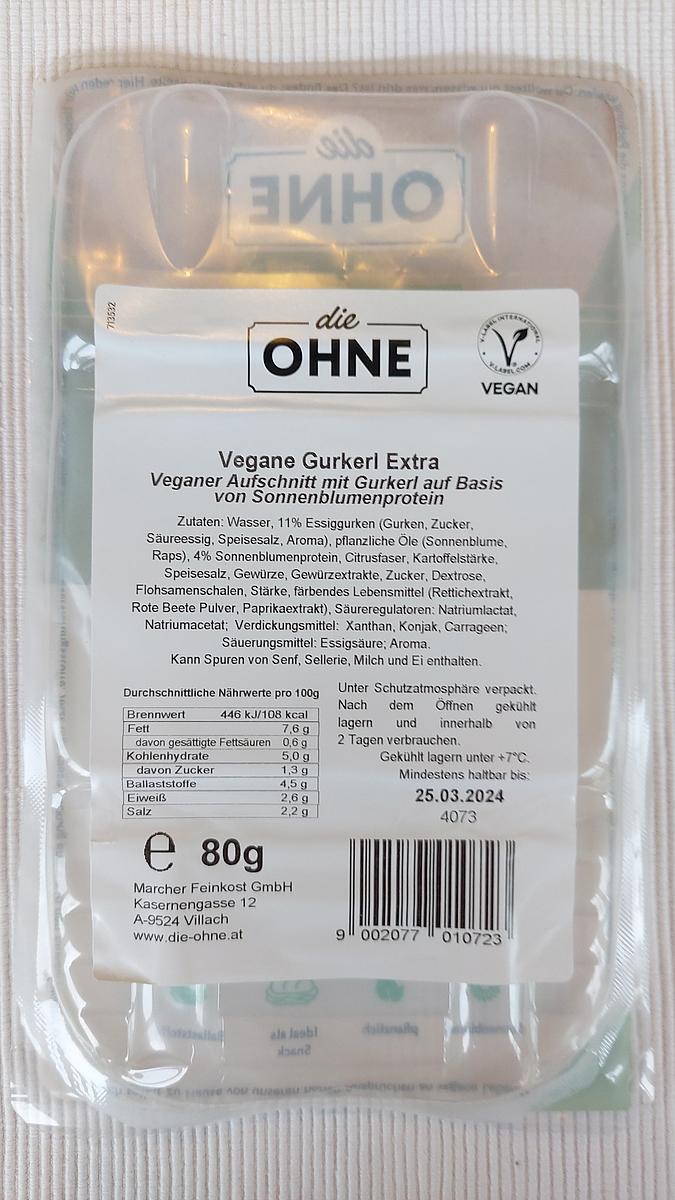 die
OHNE
713532
die
OHNE
V-LABEL INTERNATIONAL
V-LABEL.COM
VEGAN
Vegane Gurkerl Extra
Veganer Aufschnitt mit Gurkerl auf Basis
von Sonnenblumenprotein
Zutaten: Wasser, 11% Essiggurken (Gurken, Zucker,
Säureessig, Speisesalz, Aroma), pflanzliche Öle (Sonnenblume,
Raps), 4% Sonnenblumenprotein, Citrusfaser, Kartoffelstärke,
Speisesalz, Gewürze, Gewürzextrakte, Zucker, Dextrose,
Flohsamenschalen, Stärke, färbendes Lebensmittel (Rettichextrakt,
Rote Beete Pulver, Paprikaextrakt), Säureregulatoren: Natriumlactat,
Natriumacetat; Verdickungsmittel: Xanthan, Konjak, Carrageen;
Säuerungsmittel: Essigsäure; Aroma.
Kann Spuren von Senf, Sellerie, Milch und Ei enthalten.
Durchschnittliche Nährwerte pro 100g
Brennwert 446 kJ/108 kcal
Fett 7,6 g
davon gesättigte Fettsäuren 0,6 g
Kohlenhydrate 5,0 g
davon Zucker 1,3 g
Ballaststoffe 4,5 g
Eiweiß 2,6 g
Salz 2,2 g
Unter Schutzatmosphäre verpackt.
Nach dem Öffnen gekühlt
lagern und innerhalb von
2 Tagen verbrauchen.
Gekühlt lagern unter +7°C.
Mindestens haltbar bis:
25.03.2024
4073
e 80g
Marcher Feinkost GmbH
Kasernengasse 12
A-9524 Villach
www.die-ohne.at
9 002077 010723
Ideal als
Snack
pflanzlich